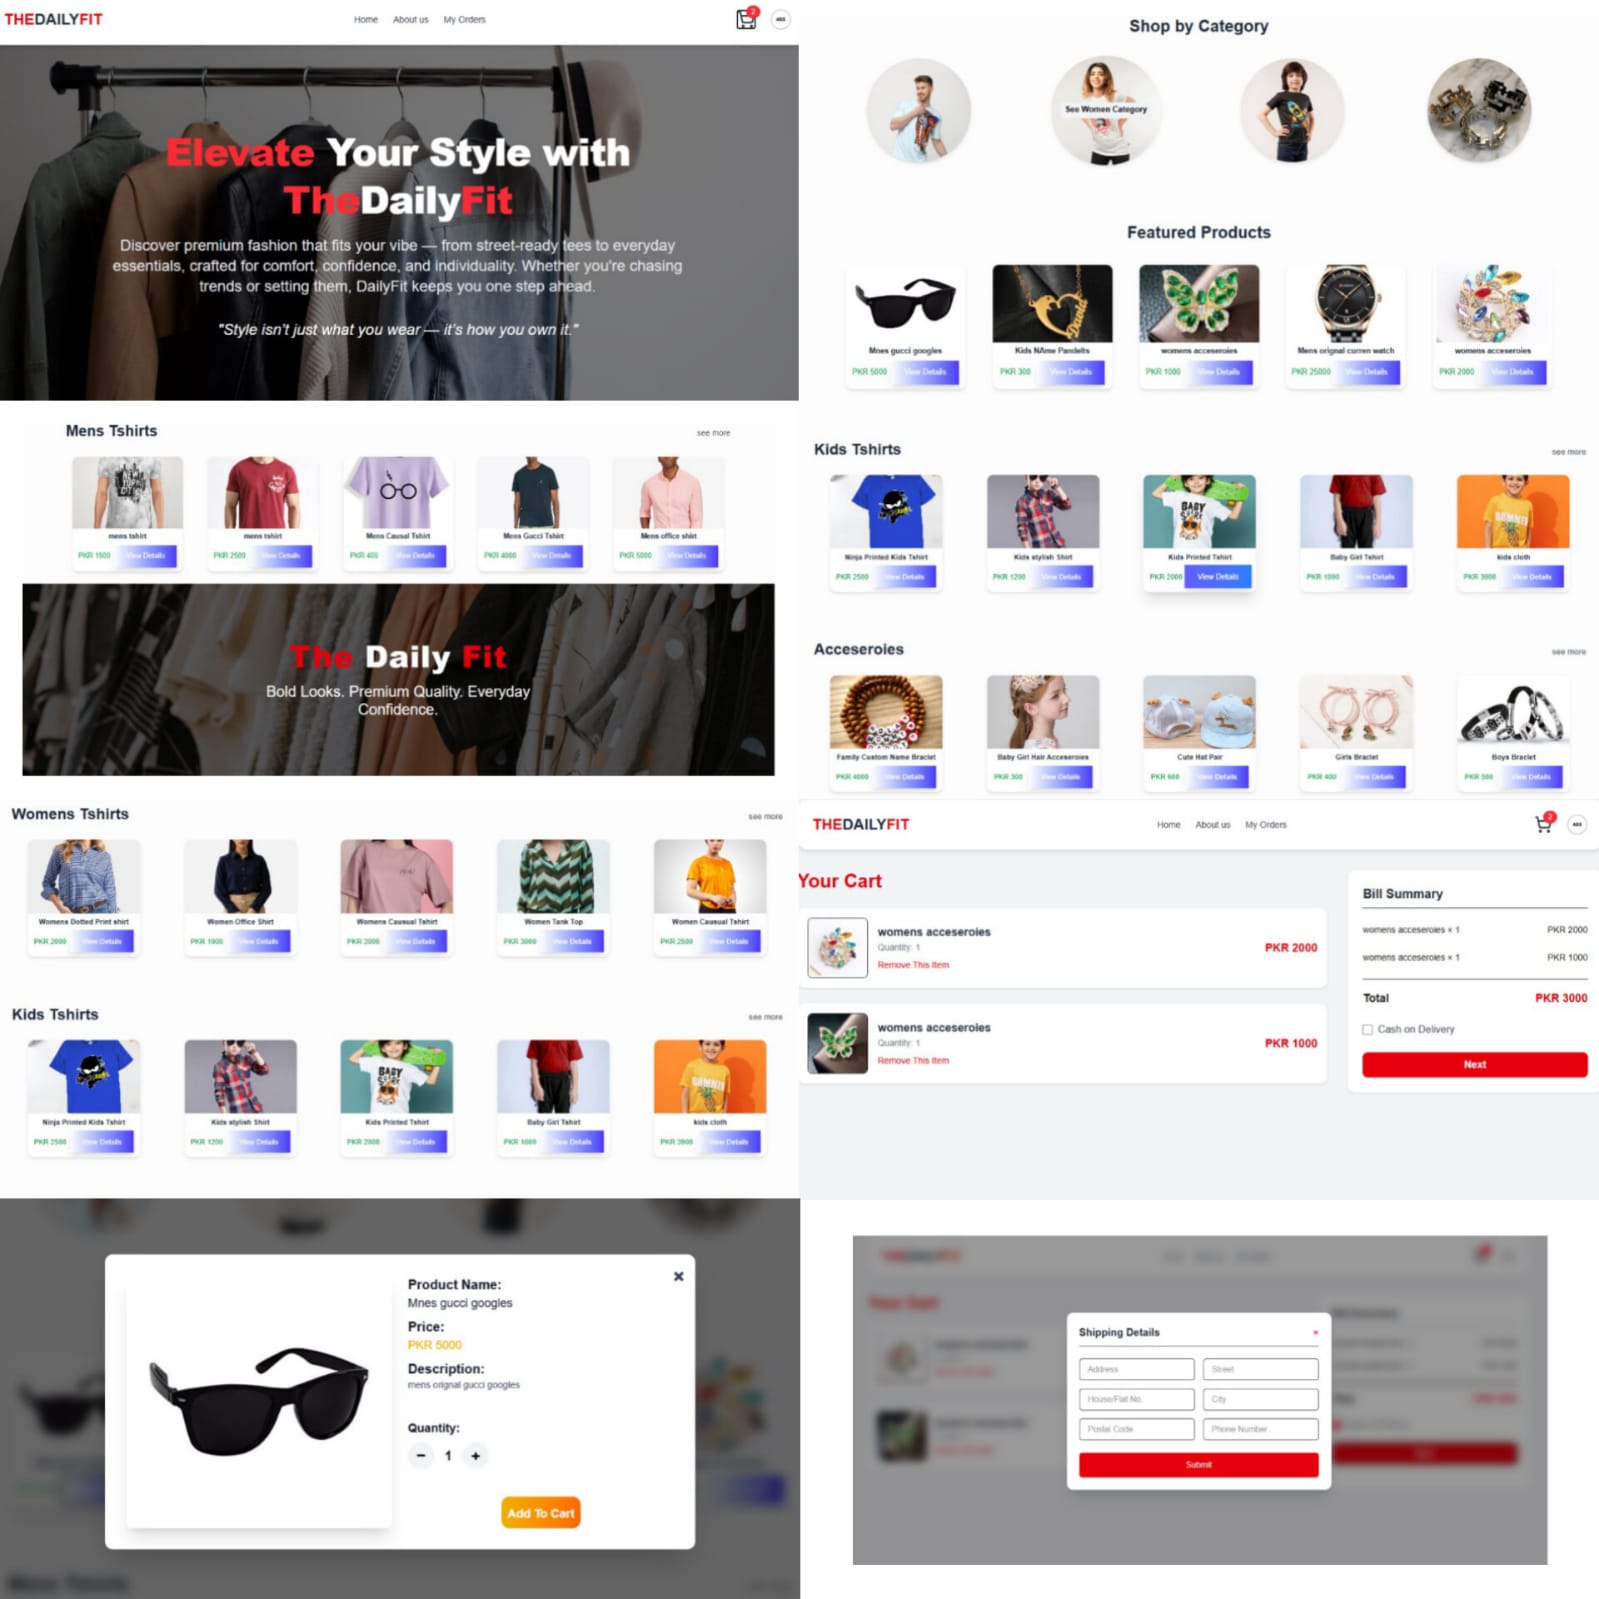 THEDAILYFIT
Home About us My Orders
2
Elevate Your Style with
TheDailyFit
Discover premium fashion that fits your vibe — from street-ready tees to everyday
essentials, crafted for comfort, confidence, and individuality. Whether you're chasing
trends or setting them, DailyFit keeps you one step ahead.
"Style isn't just what you wear — it's how you own it."
Shop by Category
See Women Category
Featured Products
Mnes gucci googles
PKR 5000 View Details
Kids NAme Pandelts
PKR 300 View Details
womens acceseroies
PKR 1000 View Details
Mens orignal curren watch
PKR 25000 View Details
womens acceseroies
PKR 2000 View Details
Mens Tshirts
see more
mens tshirt
PKR 1500 View Details
mens tshirt
PKR 2500 View Details
Mens Causal Tshirt
PKR 400 View Details
Mens Gucci Tshirt
PKR 4000 View Details
Mens office shirt
PKR 5000 View Details
The Daily Fit
Bold Looks. Premium Quality. Everyday
Confidence.
Kids Tshirts
see more
Ninja Printed Kids Tshirt
PKR 2500 View Details
Kids stylish Shirt
PKR 1200 View Details
BABY
Kids Printed Tshirt
PKR 2000 View Details
Baby Girl Tshirt
PKR 1000 View Details
kids cloth
View Details
Acceseroies
see more
Family Custom Name Braclet
PKR 4000 View Details
Baby Girl Hair Acceseroies
PKR 300 View Details
Cute Hat Pair
PKR 600 View Details
Girls Braclet
PKR 400 View Details
Boys Braclet
PKR 500 View Details
Womens Tshirts
see more
Womens Dotted Print shirt
PKR 2000 View Details
Women Office Shirt
View Details
Womens Causual Tshirt
PKR 2000 View Details
Women Tank Top
PKR 3000 View Details
Women Causual Tshirt
PKR 2500 View Details
Kids Tshirts
see more
Ninja Printed Kids Tshirt
PKR 2500 View Details
Kids stylish Shirt
PKR 1200 View Details
BABY
Kids Printed Tshirt
PKR 2000 View Details
Baby Girl Tshirt
PKR 1000 View Details
kids cloth
View Details
THEDAILYFIT
Home About us My Orders
2
Your Cart
womens acceseroies
Quantity: 1
Remove This Item
PKR 2000
womens acceseroies
Quantity: 1
Remove This Item
PKR 1000
Bill Summary
womens acceseroies × 1 PKR 2000
womens acceseroies × 1 PKR 1000
Total PKR 3000
Cash on Delivery
Next
Product Name:
Mnes gucci googles
Price:
PKR 5000
Description:
mens orignal gucci googles
Quantity:
− 1 +
Add To Cart
Shipping Details
Address Street
House/Flat No. City
Postal Code Phone Number
Submit